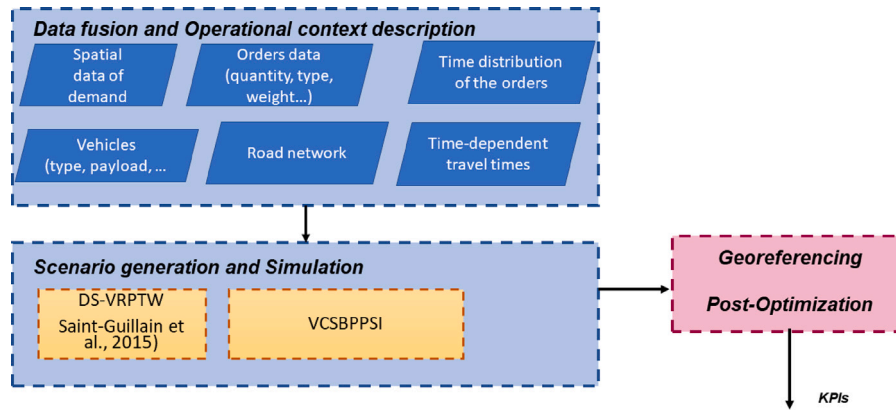 Data fusion and Operational context description
Spatial
data of
demand
Orders data
(quantity, type,
weight...)
Time distribution
of the orders
Vehicles
(type, payload, ...
Road network
Time-dependent
travel times
Scenario generation and Simulation
DS-VRPTW
Saint-Guillain et
al., 2015)
VCSBPPSI
Georeferencing
Post-Optimization
KPIs